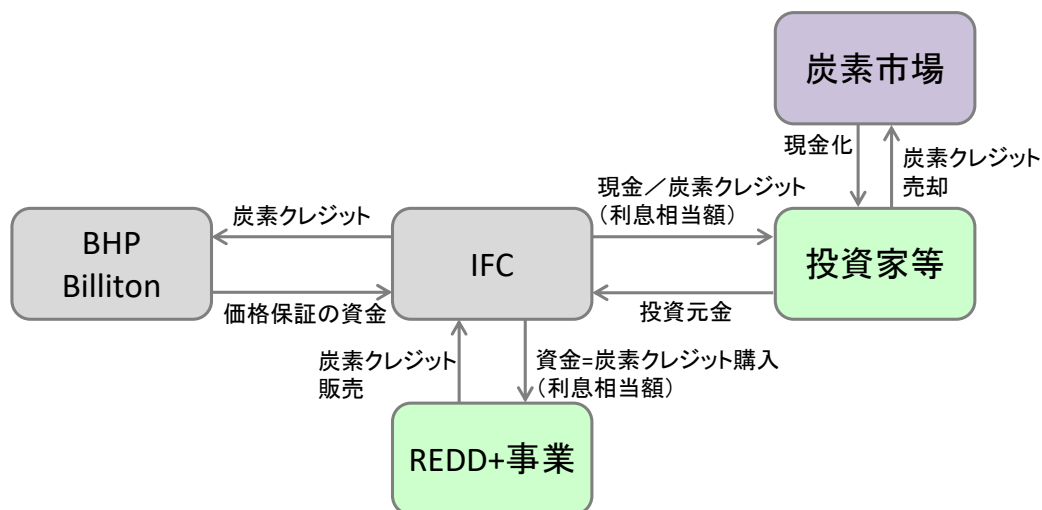 炭素市場
現金化
炭素クレジット
売却
現金／炭素クレジット
（利息相当額）
炭素クレジット
BHP
Billiton
IFC
投資家等
価格保証の資金
投資元金
炭素クレジット
販売
資金=炭素クレジット購入
（利息相当額）
REDD+事業